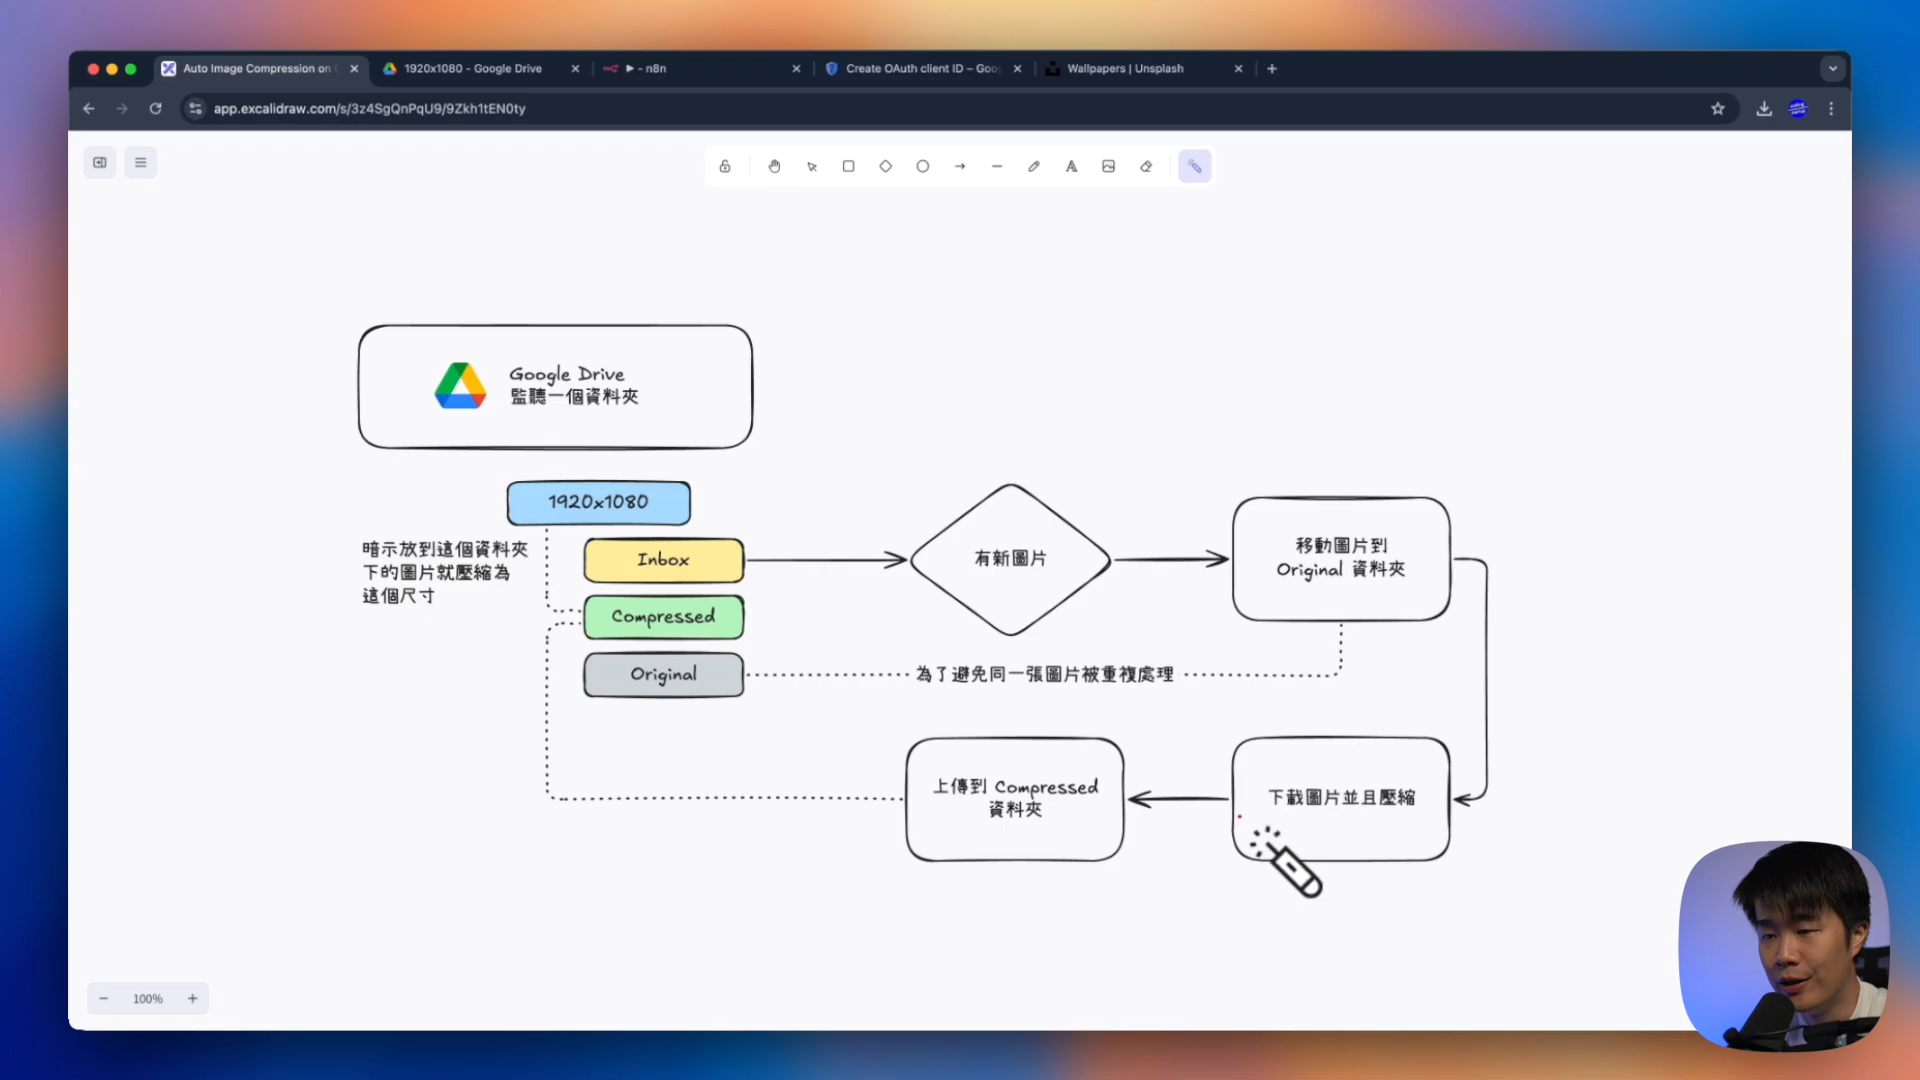 Auto Image Compression on
1920x1080 - Google Drive
▶ - n8n
Create OAuth client ID – Goo
Wallpapers | Unsplash
app.excalidraw.com/s/3z4SgQnPqU9/9Zkh1tEN0ty
Google Drive
監聽一個資料夾
1920x1080
暗示放到這個資料夾
下的圖片就壓縮為
這個尺寸
Inbox
Compressed
Original
有新圖片
移動圖片到
Original 資料夾
為了避免同一張圖片被重複處理
上傳到 Compressed
資料夾
下載圖片並且壓縮
100%